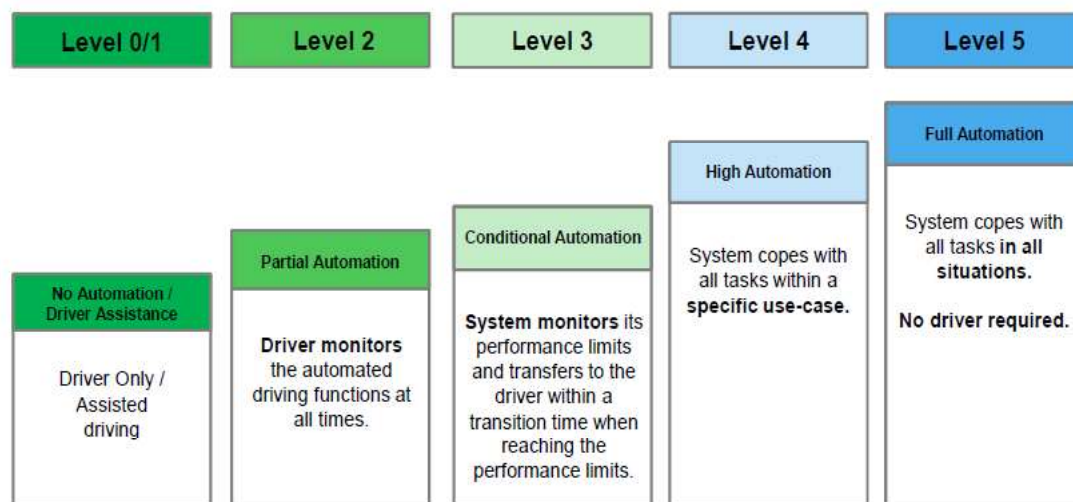 Level 0/1
Level 2
Level 3
Level 4
Level 5
No Automation /
Driver Assistance
Driver Only /
Assisted
driving
Partial Automation
Driver monitors
the automated
driving functions at
all times.
Conditional Automation
System monitors its
performance limits
and transfers to the
driver within a
transition time when
reaching the
performance limits.
High Automation
System copes with
all tasks within a
specific use-case.
Full Automation
System copes with
all tasks in all
situations.
No driver required.